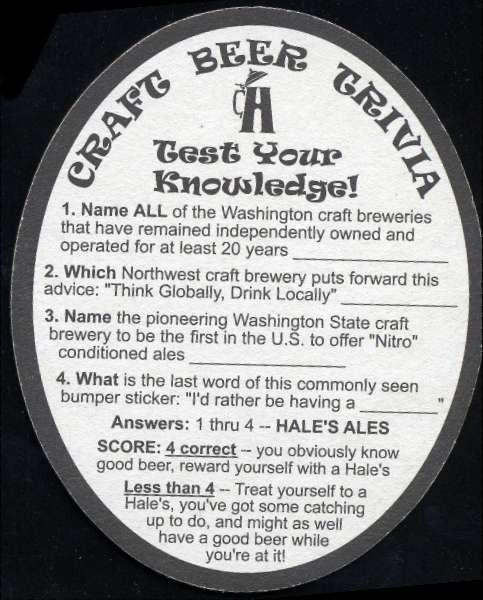 CRAFT BEER TRIVIA
H
Test Your
Knowledge!
1. Name ALL of the Washington craft breweries
that have remained independently owned and
operated for at least 20 years _______________
2. Which Northwest craft brewery puts forward this
advice: "Think Globally, Drink Locally" ___________
3. Name the pioneering Washington State craft
brewery to be the first in the U.S. to offer "Nitro"
conditioned ales _______________
4. What is the last word of this commonly seen
bumper sticker: "I'd rather be having a ________"
Answers: 1 thru 4 -- HALE'S ALES
SCORE: 4 correct -- you obviously know
good beer, reward yourself with a Hale's
Less than 4 -- Treat yourself to a
Hale's, you've got some catching
up to do, and might as well
have a good beer while
you're at it!